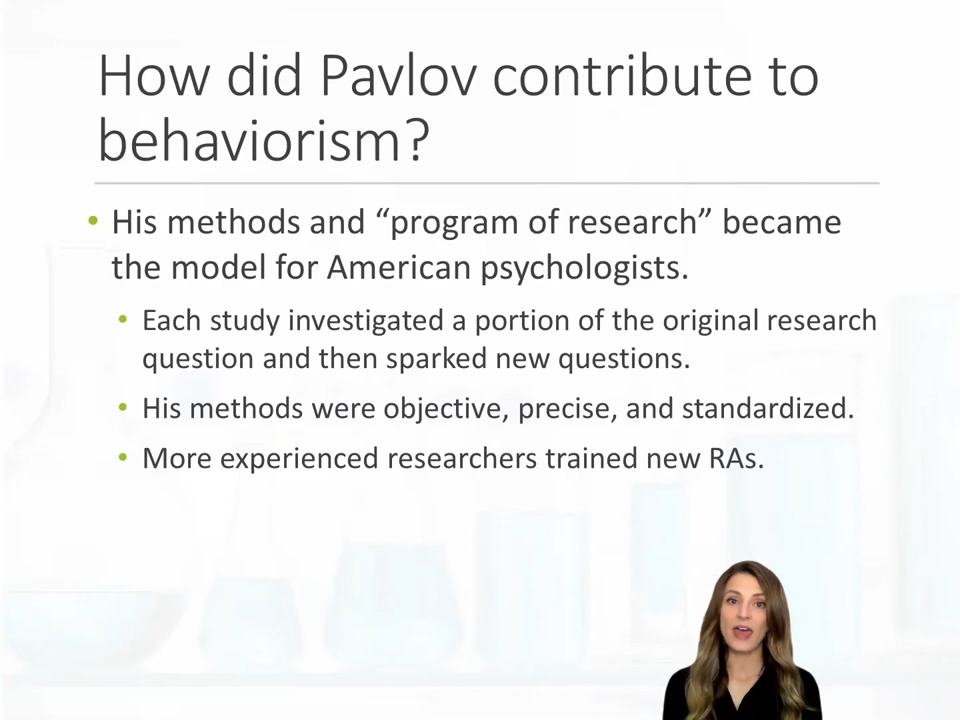 How did Pavlov contribute to
behaviorism?
• His methods and “program of research” became
the model for American psychologists.
• Each study investigated a portion of the original research
question and then sparked new questions.
• His methods were objective, precise, and standardized.
• More experienced researchers trained new RAs.